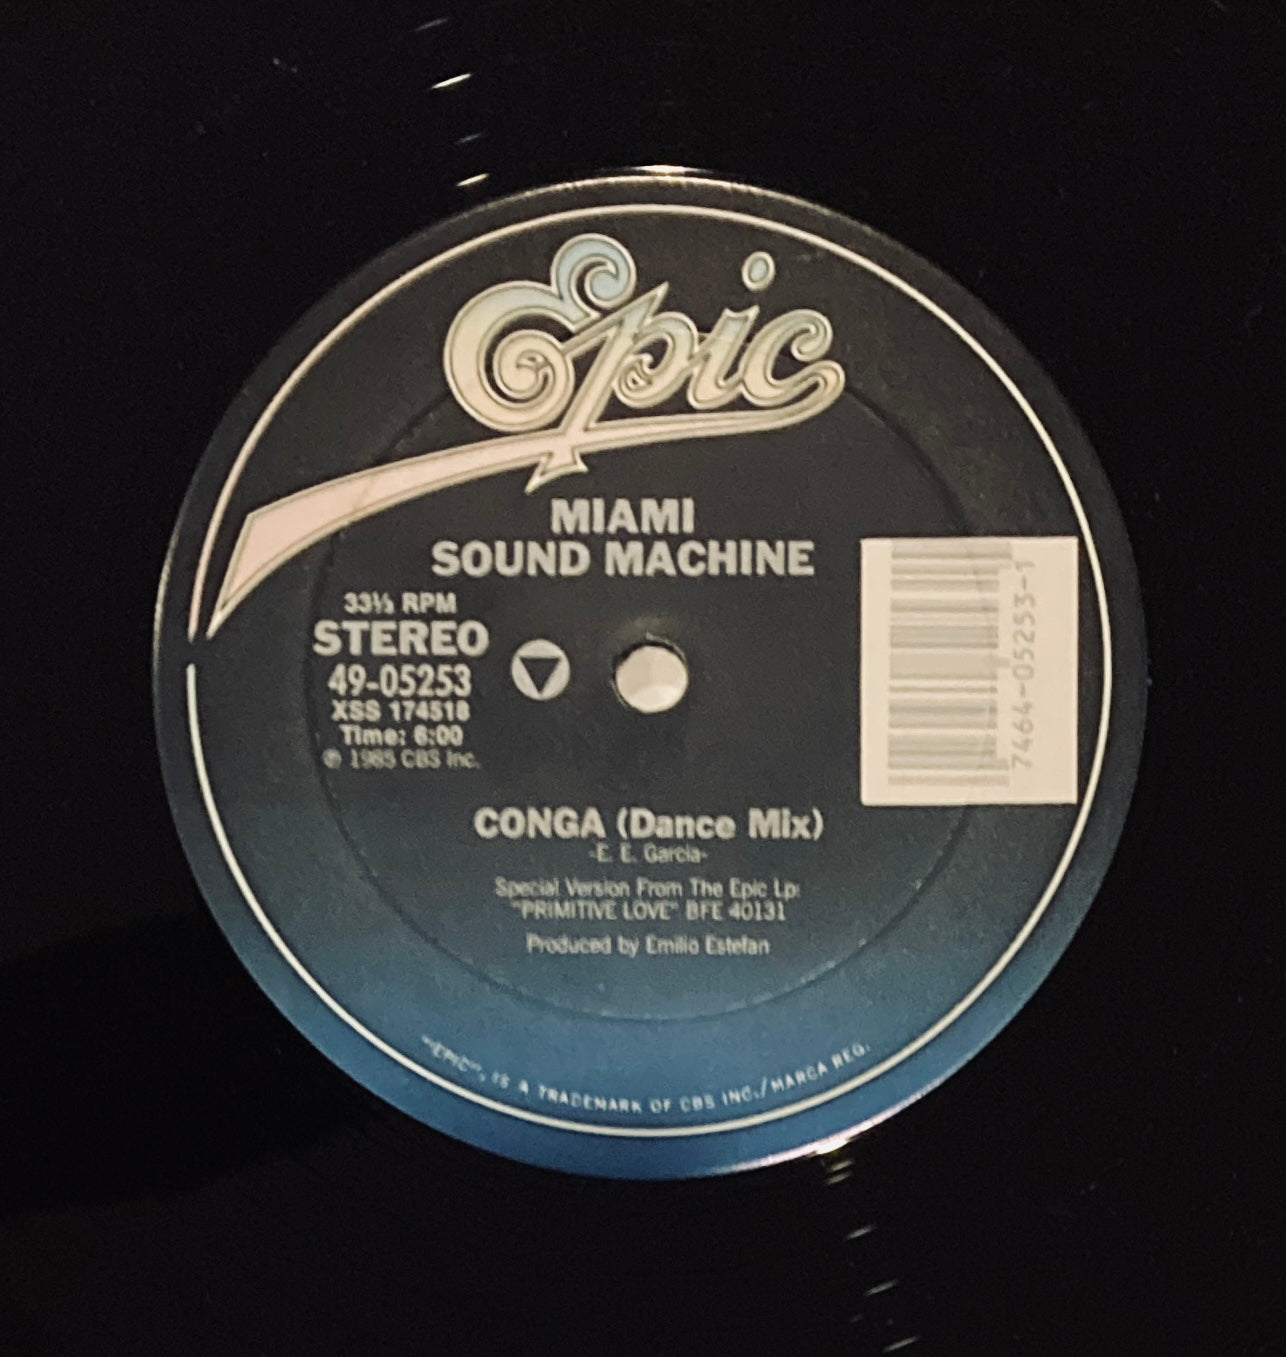 Epic
MIAMI
SOUND MACHINE
33⅓ RPM
STEREO
49-05253
XSS 174518
Time: 6:00
℗ 1985 CBS Inc.
7464-05253-1
CONGA (Dance Mix)
-E. E. Garcia-
Special Version From The Epic Lp:
"PRIMITIVE LOVE" BFE 40131
Produced by Emilio Estefan
"EPIC", IS A TRADEMARK OF CBS INC./MARCA REG.